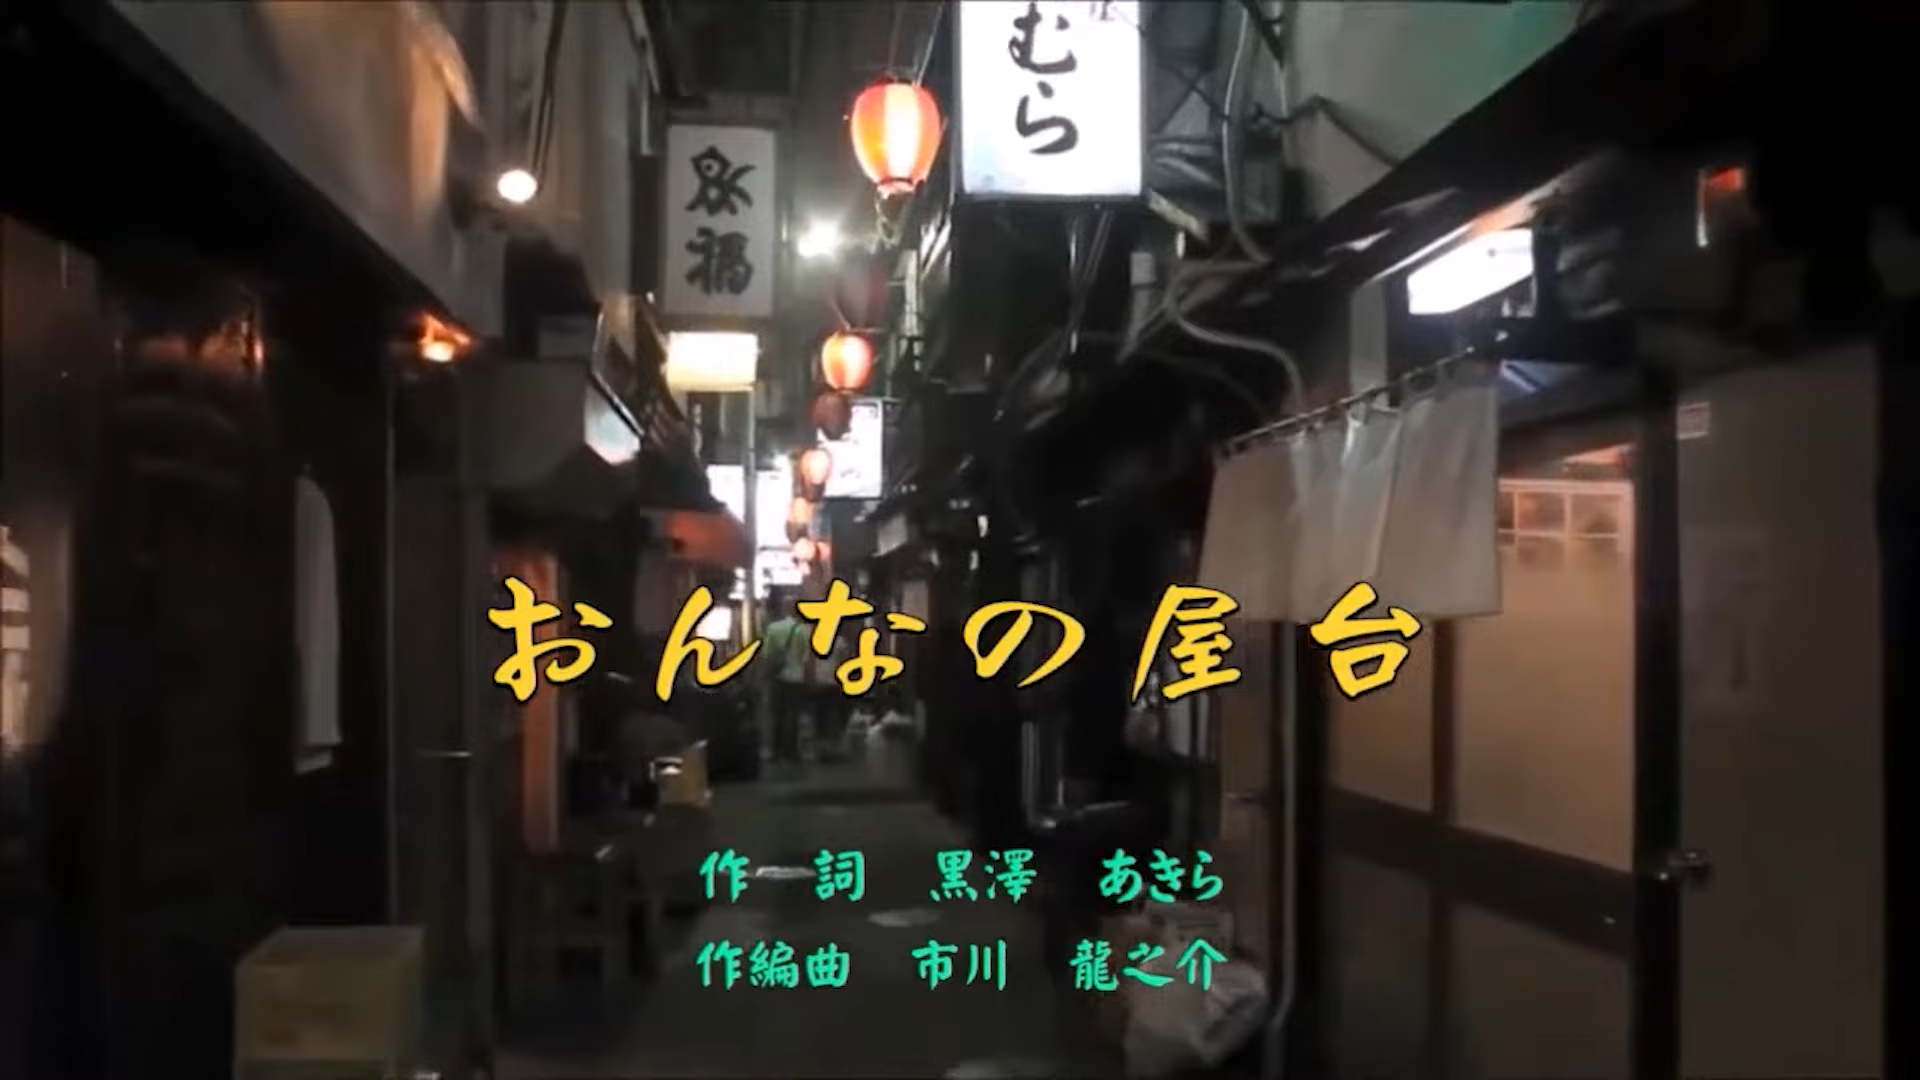 むら
炙福
おんなの屋台
作　詞　黒澤　あきら
作編曲　市川　龍之介